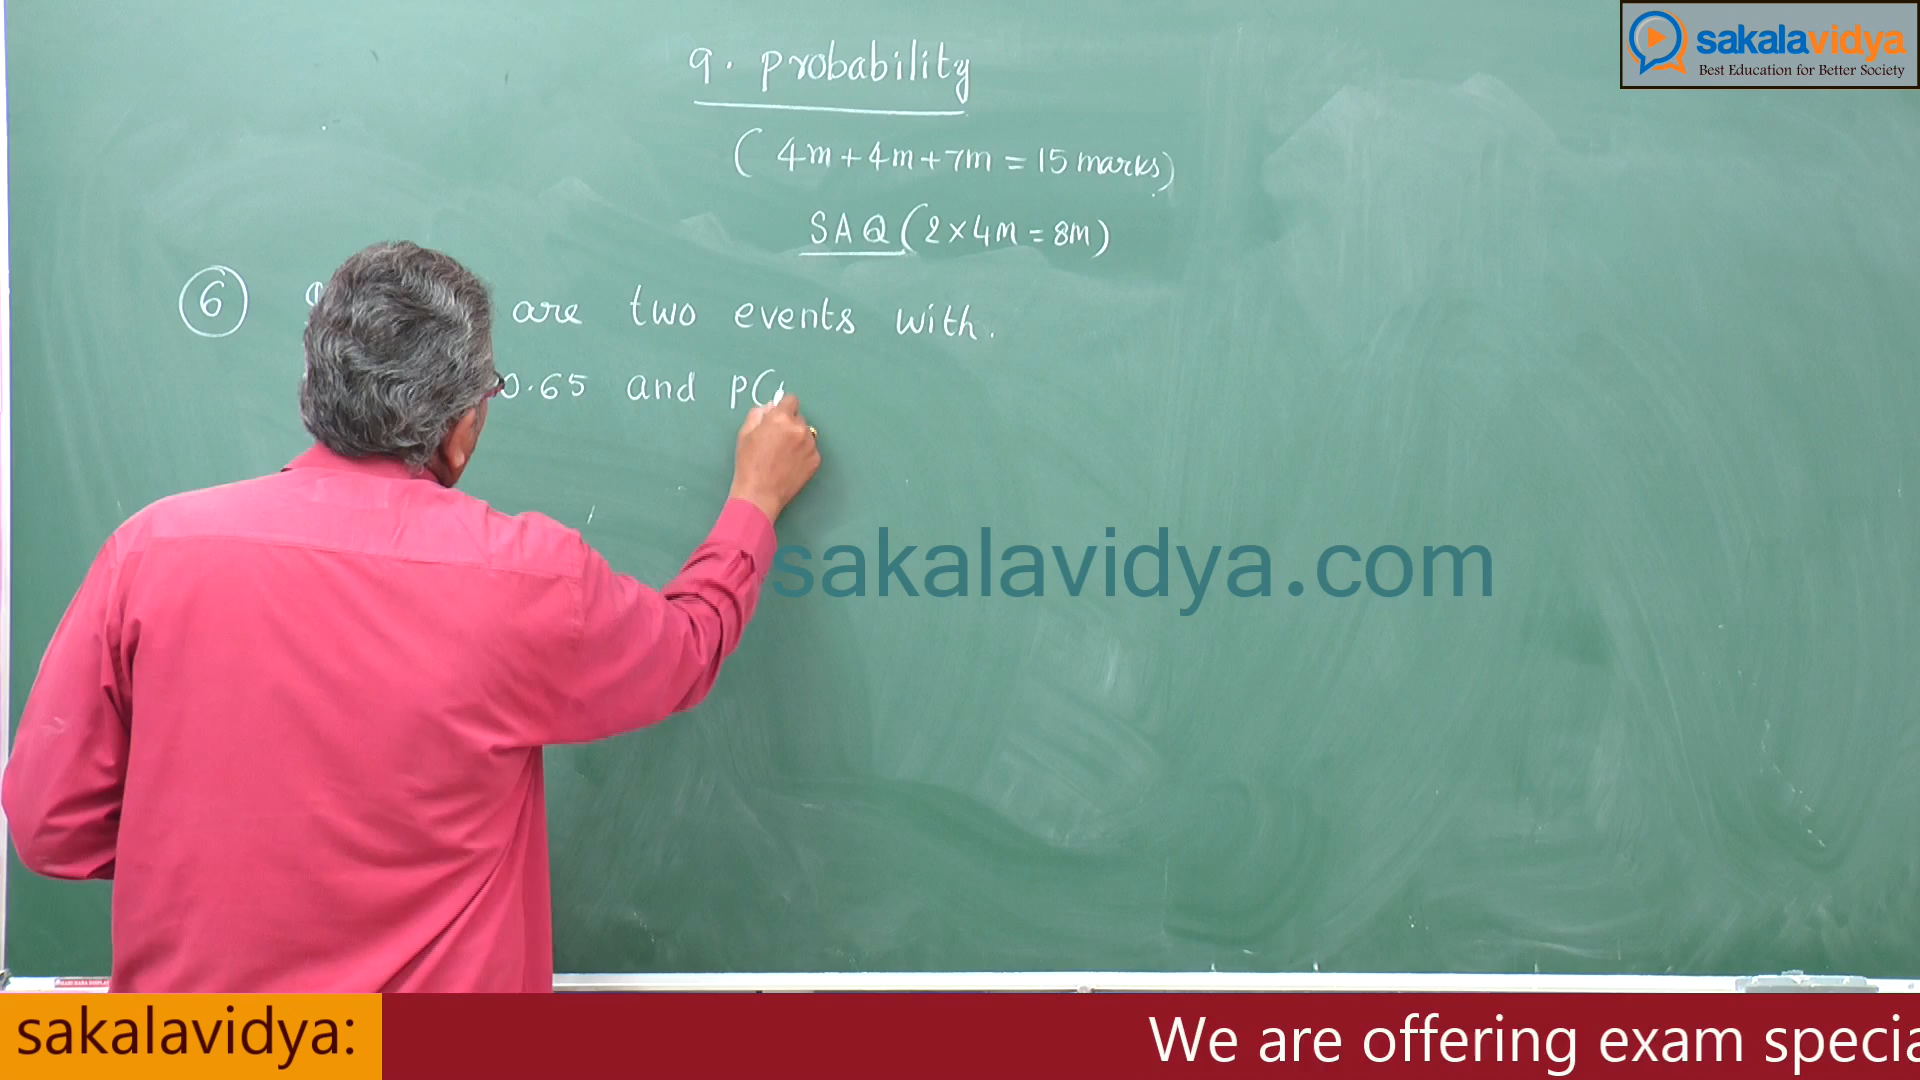 sakalavidya
Best Education for Better Society
9. probability
(4m+4m+7m = 15 marks)
SAQ (2×4m = 8m)
6 are two events with.
0.65 and P(
sakalavidya.com
sakalavidya:
We are offering exam specia